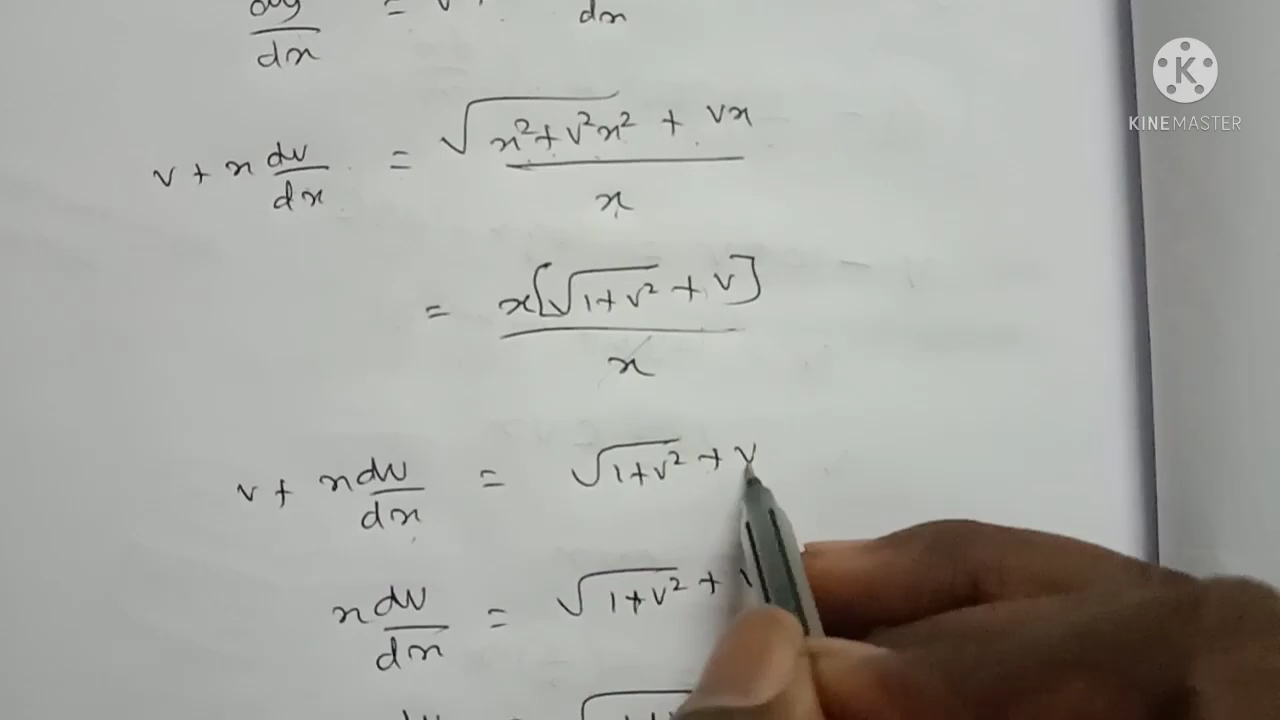 dx = v + dx
v + x dv/dx = √x²+v²x² + vx / x
= x[√1+v² + v] / x
v + x dv/dx = √1+v² + v
x dv/dx = √1+v² +
K
KINEMASTER